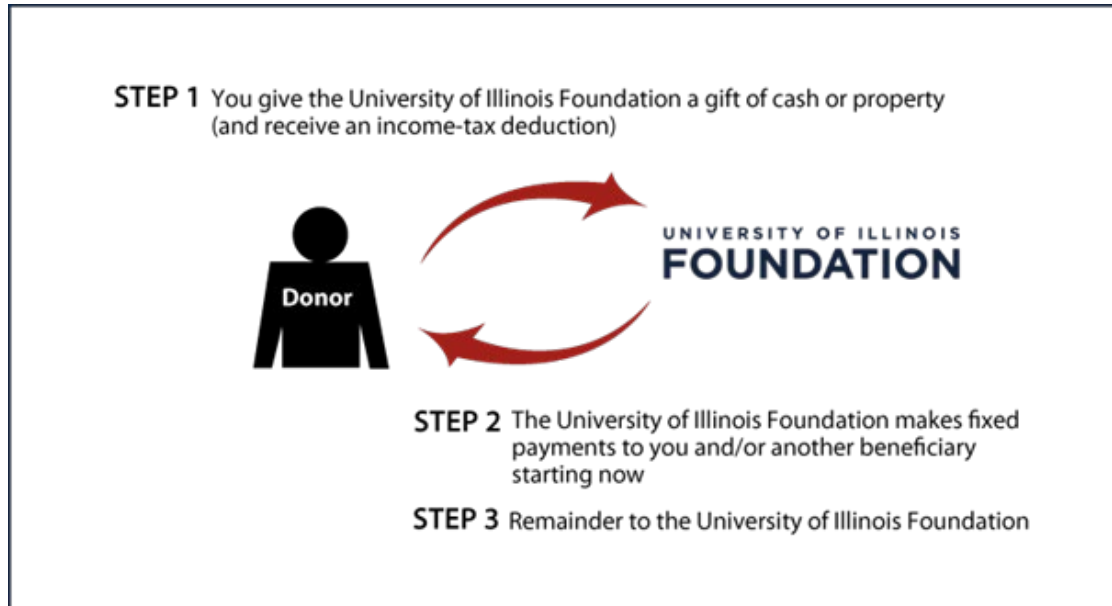 STEP 1 You give the University of Illinois Foundation a gift of cash or property
(and receive an income-tax deduction)
Donor
UNIVERSITY OF ILLINOIS
FOUNDATION
STEP 2 The University of Illinois Foundation makes fixed
payments to you and/or another beneficiary
starting now
STEP 3 Remainder to the University of Illinois Foundation